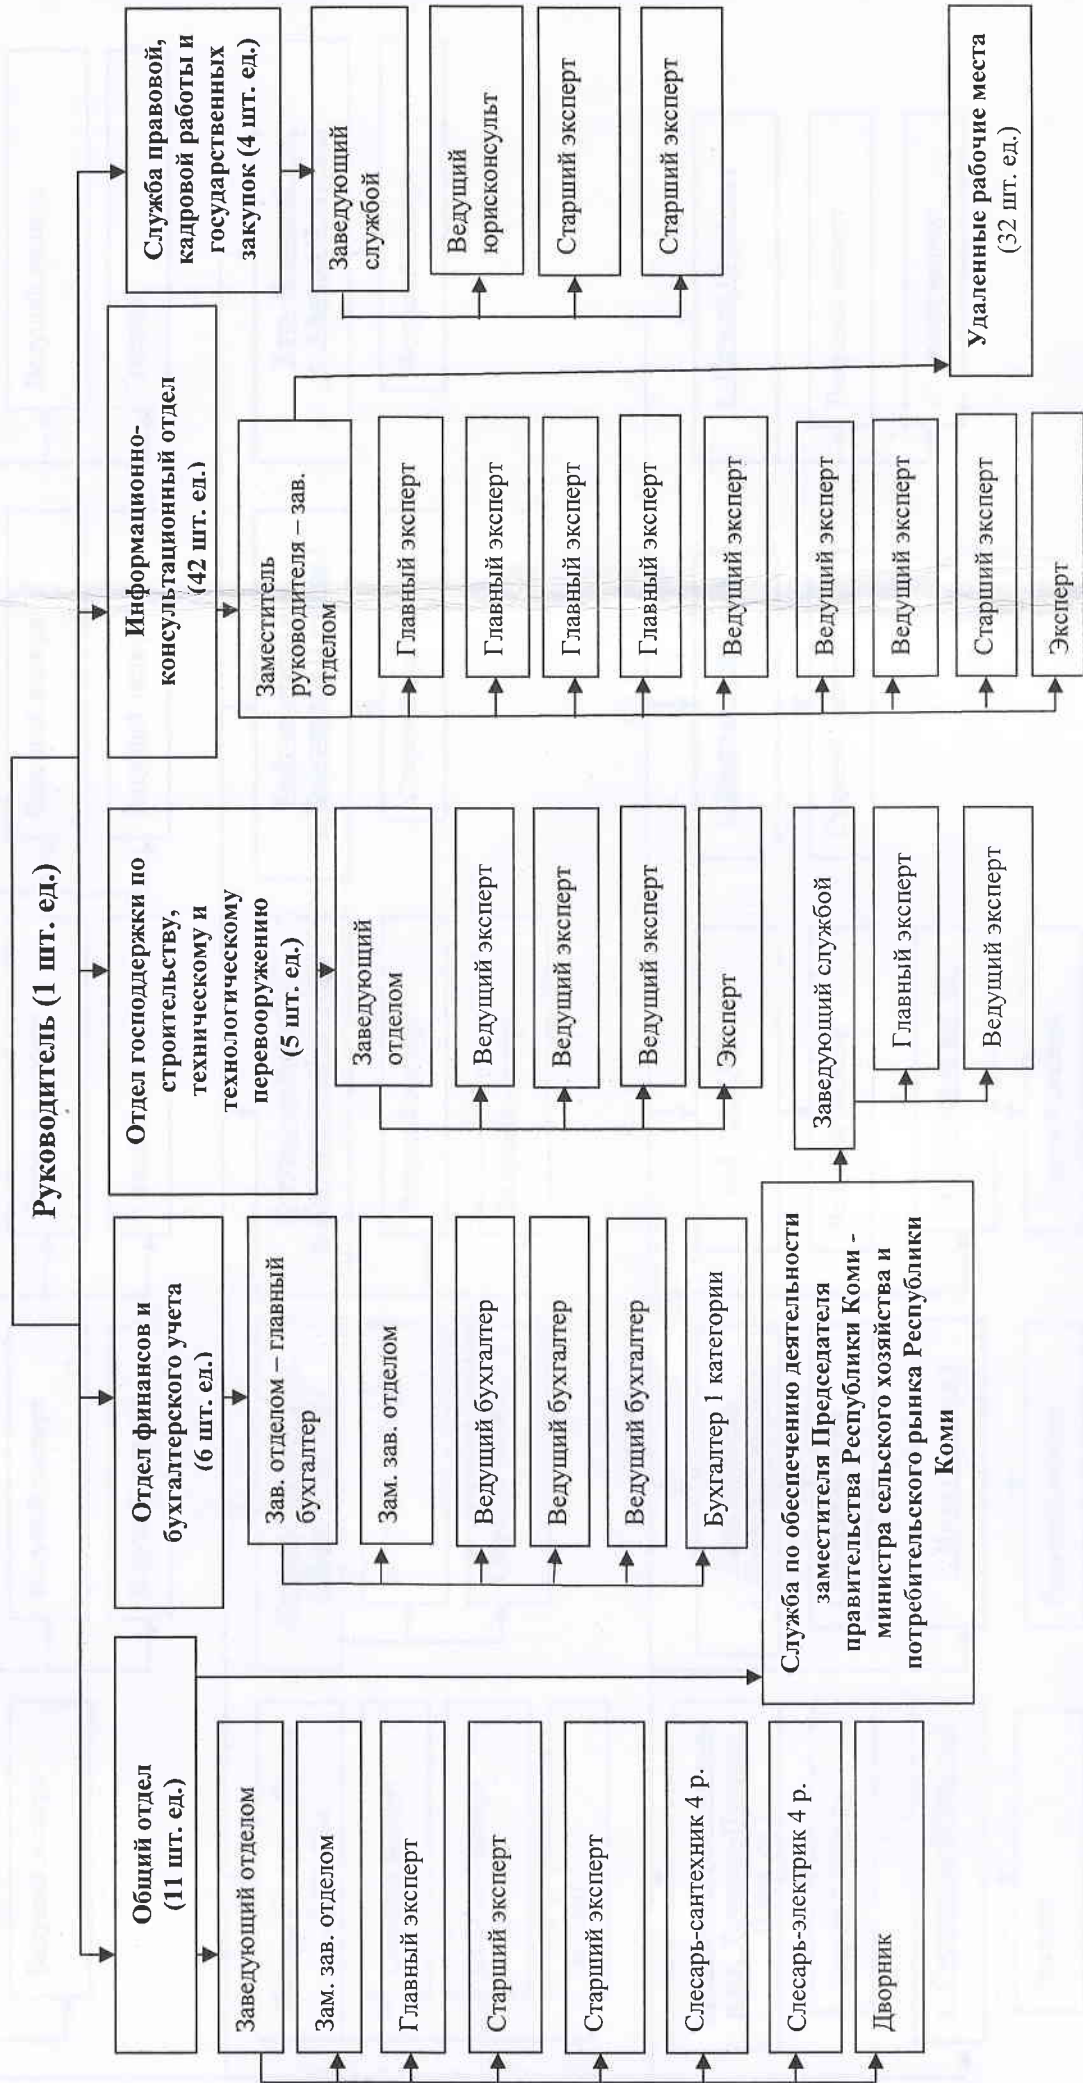 Руководитель (1 шт. ед.)
Общий отдел
(11 шт. ед.)
Заведующий отделом
Зам. зав. отделом
Главный эксперт
Старший эксперт
Старший эксперт
Слесарь-сантехник 4 р.
Слесарь-электрик 4 р.
Дворник
Служба по обеспечению деятельности
заместителя Председателя
правительства Республики Коми -
министра сельского хозяйства и
потребительского рынка Республики
Коми
Заведующий службой
Главный эксперт
Ведущий эксперт
Отдел финансов и
бухгалтерского учета
(6 шт. ед.)
Зав. отделом – главный
бухгалтер
Зам. зав. отделом
Ведущий бухгалтер
Ведущий бухгалтер
Ведущий бухгалтер
Бухгалтер 1 категории
Отдел господдержки по
строительству,
техническому и
технологическому
перевооружению
(5 шт. ед.)
Заведующий
отделом
Ведущий эксперт
Ведущий эксперт
Ведущий эксперт
Эксперт
Информационно-
консультационный отдел
(42 шт. ед.)
Заместитель
руководителя – зав.
отделом
Главный эксперт
Главный эксперт
Главный эксперт
Главный эксперт
Ведущий эксперт
Ведущий эксперт
Ведущий эксперт
Старший эксперт
Эксперт
Удаленные рабочие места
(32 шт. ед.)
Служба правовой,
кадровой работы и
государственных
закупок (4 шт. ед.)
Заведующий
службой
Ведущий
юрисконсульт
Старший эксперт
Старший эксперт